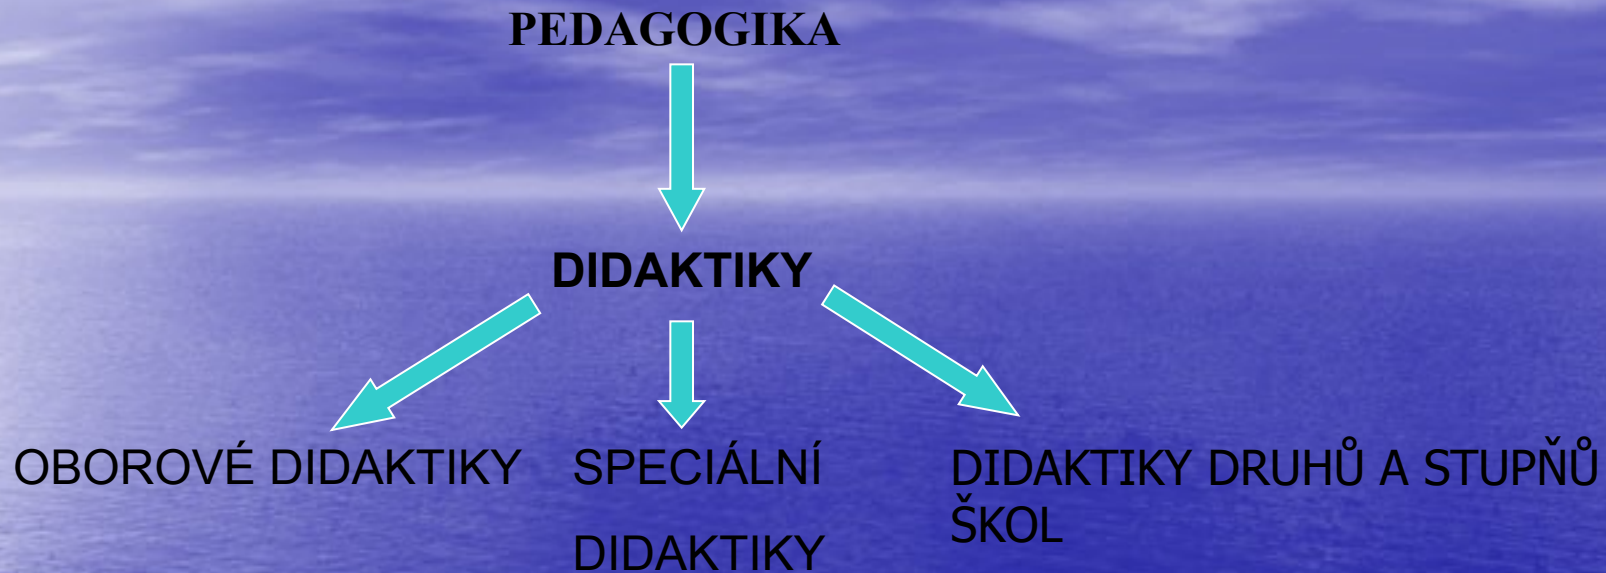 PEDAGOGIKA
DIDAKTIKY
OBOROVÉ DIDAKTIKY
SPECIÁLNÍ
DIDAKTIKY
DIDAKTIKY DRUHŮ A STUPŇŮ
ŠKOL